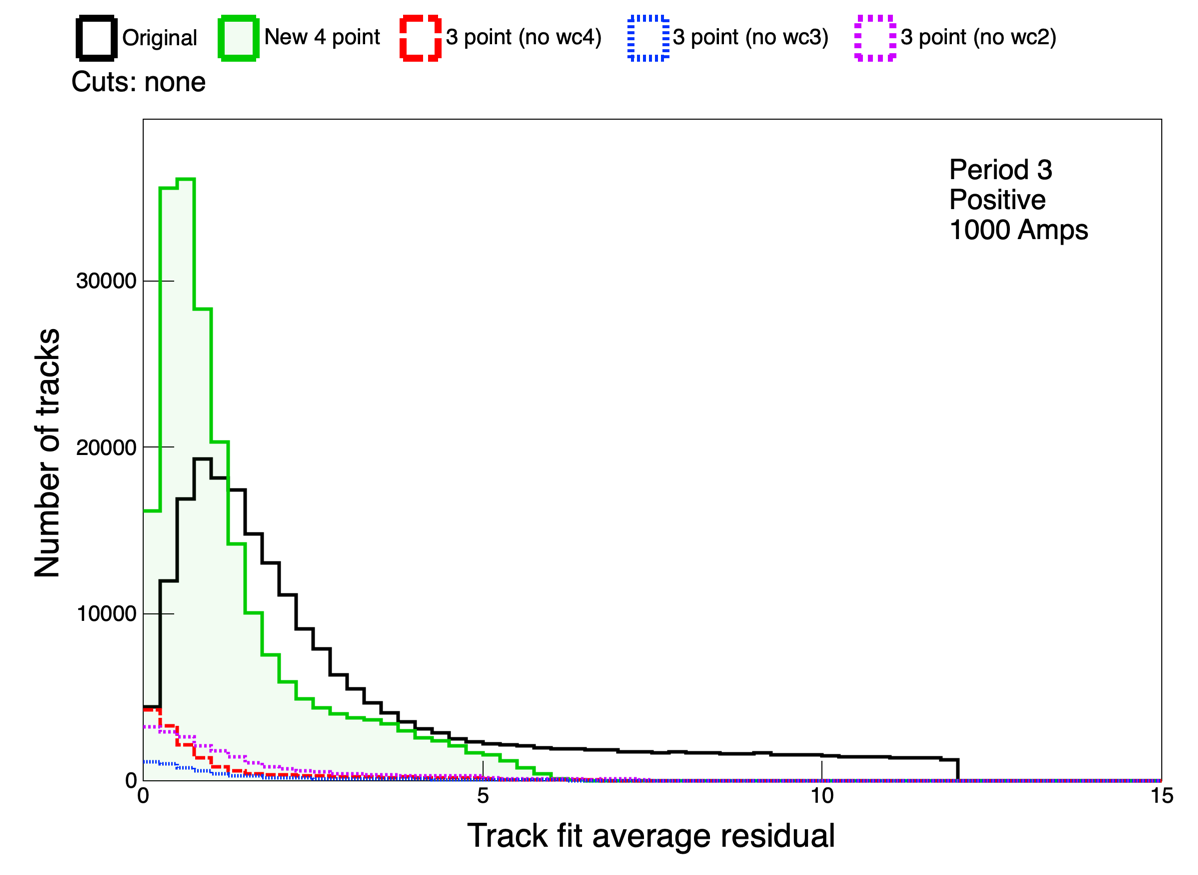 Original New 4 point 3 point (no wc4) 3 point (no wc3) 3 point (no wc2)
Cuts: none
Period 3
Positive
1000 Amps
Number of tracks
30000
20000
10000
0
0 5 10 15
Track fit average residual